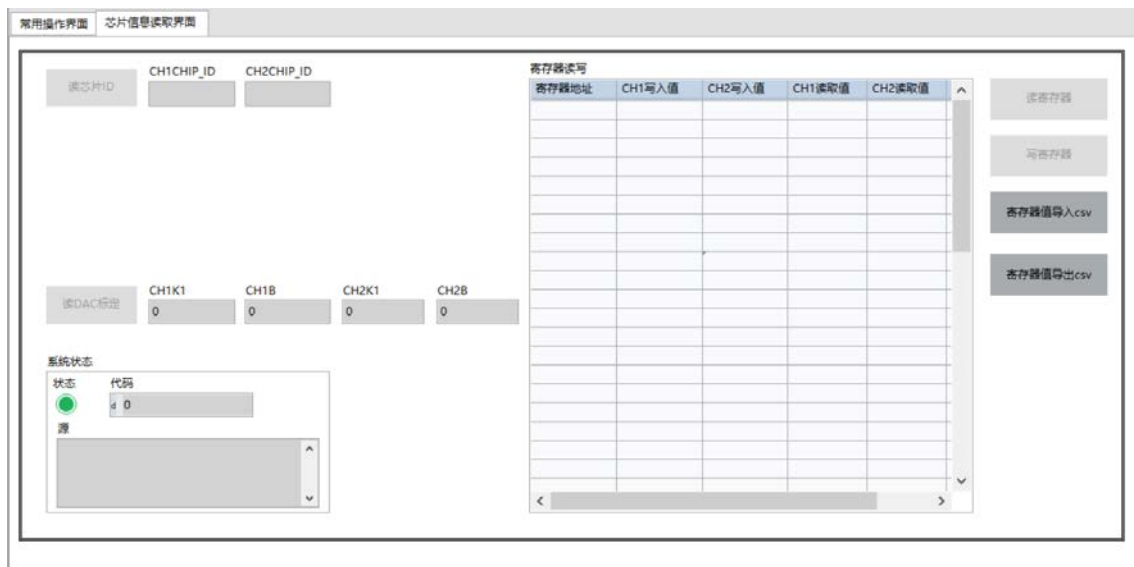 常用操作界面 芯片信息读取界面
读芯片ID
CH1CHIP_ID CH2CHIP_ID
寄存器读写
寄存器地址 CH1写入值 CH2写入值 CH1读取值 CH2读取值
读寄存器
写寄存器
寄存器值导入csv
寄存器值导出csv
读DAC标定
CH1K1 CH1B CH2K1 CH2B
0 0 0 0
系统状态
状态 代码
d 0
源